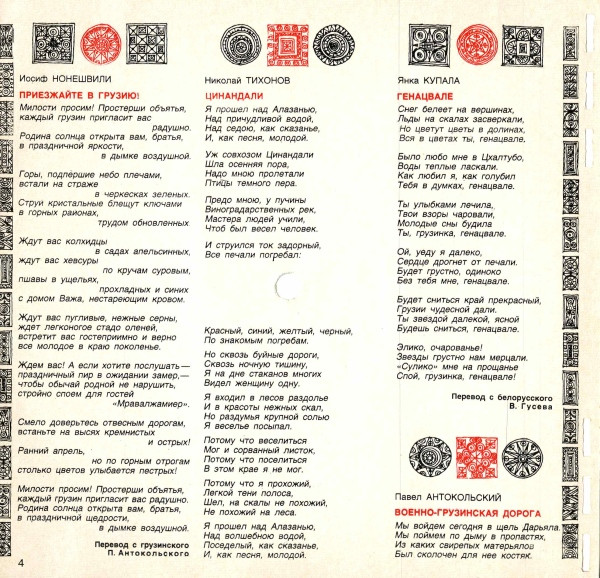 Иосиф НОНЕШВИЛИ
ПРИЕЗЖАЙТЕ В ГРУЗИЮ!
Милости просим! Простерши объятья,
каждый грузин пригласит вас
радушно.
Родина солнца открыта вам, братья,
в праздничной яркости,
в дымке воздушной.
Горы, подпёршие небо плечами,
встали на страже
в черкесках зеленых.
Струи кристальные блещут ключами
в горных районах,
трудом обновленных
Ждут вас колхидцы
в садах апельсинных,
ждут вас хевсуры
по кручам суровым,
пшавы в ущельях,
прохладных и синих
с домом Важа, нестареющим кровом.
Ждут вас пугливые, нежные серны,
ждет легконогое стадо оленей,
встретит вас гостеприимно и верно
все молодое в краю поколенье.
Ждем вас! А если хотите послушать —
праздничный пир в ожидании замер,—
чтобы обычай родной не нарушить,
стройно споем для гостей
«Мравалжамиер».
Смело доверьтесь отвесным дорогам,
встаньте на высях кремнистых
и острых!
Ранний апрель,
но по горным отрогам
столько цветов улыбается пестрых!
Милости просим! Простерши объятья,
каждый грузин пригласит вас радушно.
Родина солнца открыта вам, братья,
в праздничной щедрости,
в дымке воздушной.
Перевод с грузинского
П. Антокольского
4
Николай ТИХОНОВ
ЦИНАНДАЛИ
Я прошел над Алазанью,
Над причудливой водой,
Над седою, как сказанье,
И, как песня, молодой.
Уж совхозом Цинандали
Шла осенняя пора,
Надо мною пролетали
Птицы темного пера.
Предо мною, у пучины
Виноградарственных рек,
Мастера людей учили,
Чтоб был весел человек.
И струился ток задорный,
Все печали погребал:
Красный, синий, желтый, черный,
По знакомым погребам.
Но сквозь буйные дороги,
Сквозь ночную тишину,
Я на дне стаканов многих
Видел женщину одну.
Я входил в лесов раздолье
И в красоты нежных скал,
Но раздумья крупной солью
Я веселье посыпал.
Потому что веселиться
Мог и сорванный листок,
Потому что поселиться
В этом крае я не мог.
Потому что я прохожий,
Легкой тени полоса,
Шел, на скалы не похожий,
Не похожий на леса.
Я прошел над Алазанью,
Над волшебною водой,
Поседелый, как сказанье,
И, как песня, молодой.
Янка КУПАЛА
ГЕНАЦВАЛЕ
Снег белеет на вершинах,
Льды на скалах засверкали,
Но цветут цветы в долинах,
Вся в цветах ты, генацвале.
Было любо мне в Цхалтубо,
Воды теплые ласкали.
Как любил я, как голубил
Тебя в думках, генацвале.
Ты улыбками лечила,
Твои взоры чаровали,
Молодые сны будила
Ты, грузинка, генацвале.
Ой, уеду я далеко,
Сердце дрогнет от печали.
Будет грустно, одиноко
Без тебя мне, генацвале.
Будет сниться край прекрасный,
Грузии чудесной дали.
Ты звездой далекой, ясной
Будешь сниться, генацвале.
Элико, очарованье!
Звезды грустно нам мерцали.
«Сулико» мне на прощанье
Спой, грузинка, генацвале!
Перевод с белорусского
В. Гусева
Павел АНТОКОЛЬСКИЙ
ВОЕННО-ГРУЗИНСКАЯ ДОРОГА
Мы войдем сегодня в щель Дарьяла.
Мы поймем по дыму в пропастях,
Из каких свирепых матерьялов
Был сколочен для нее костяк.